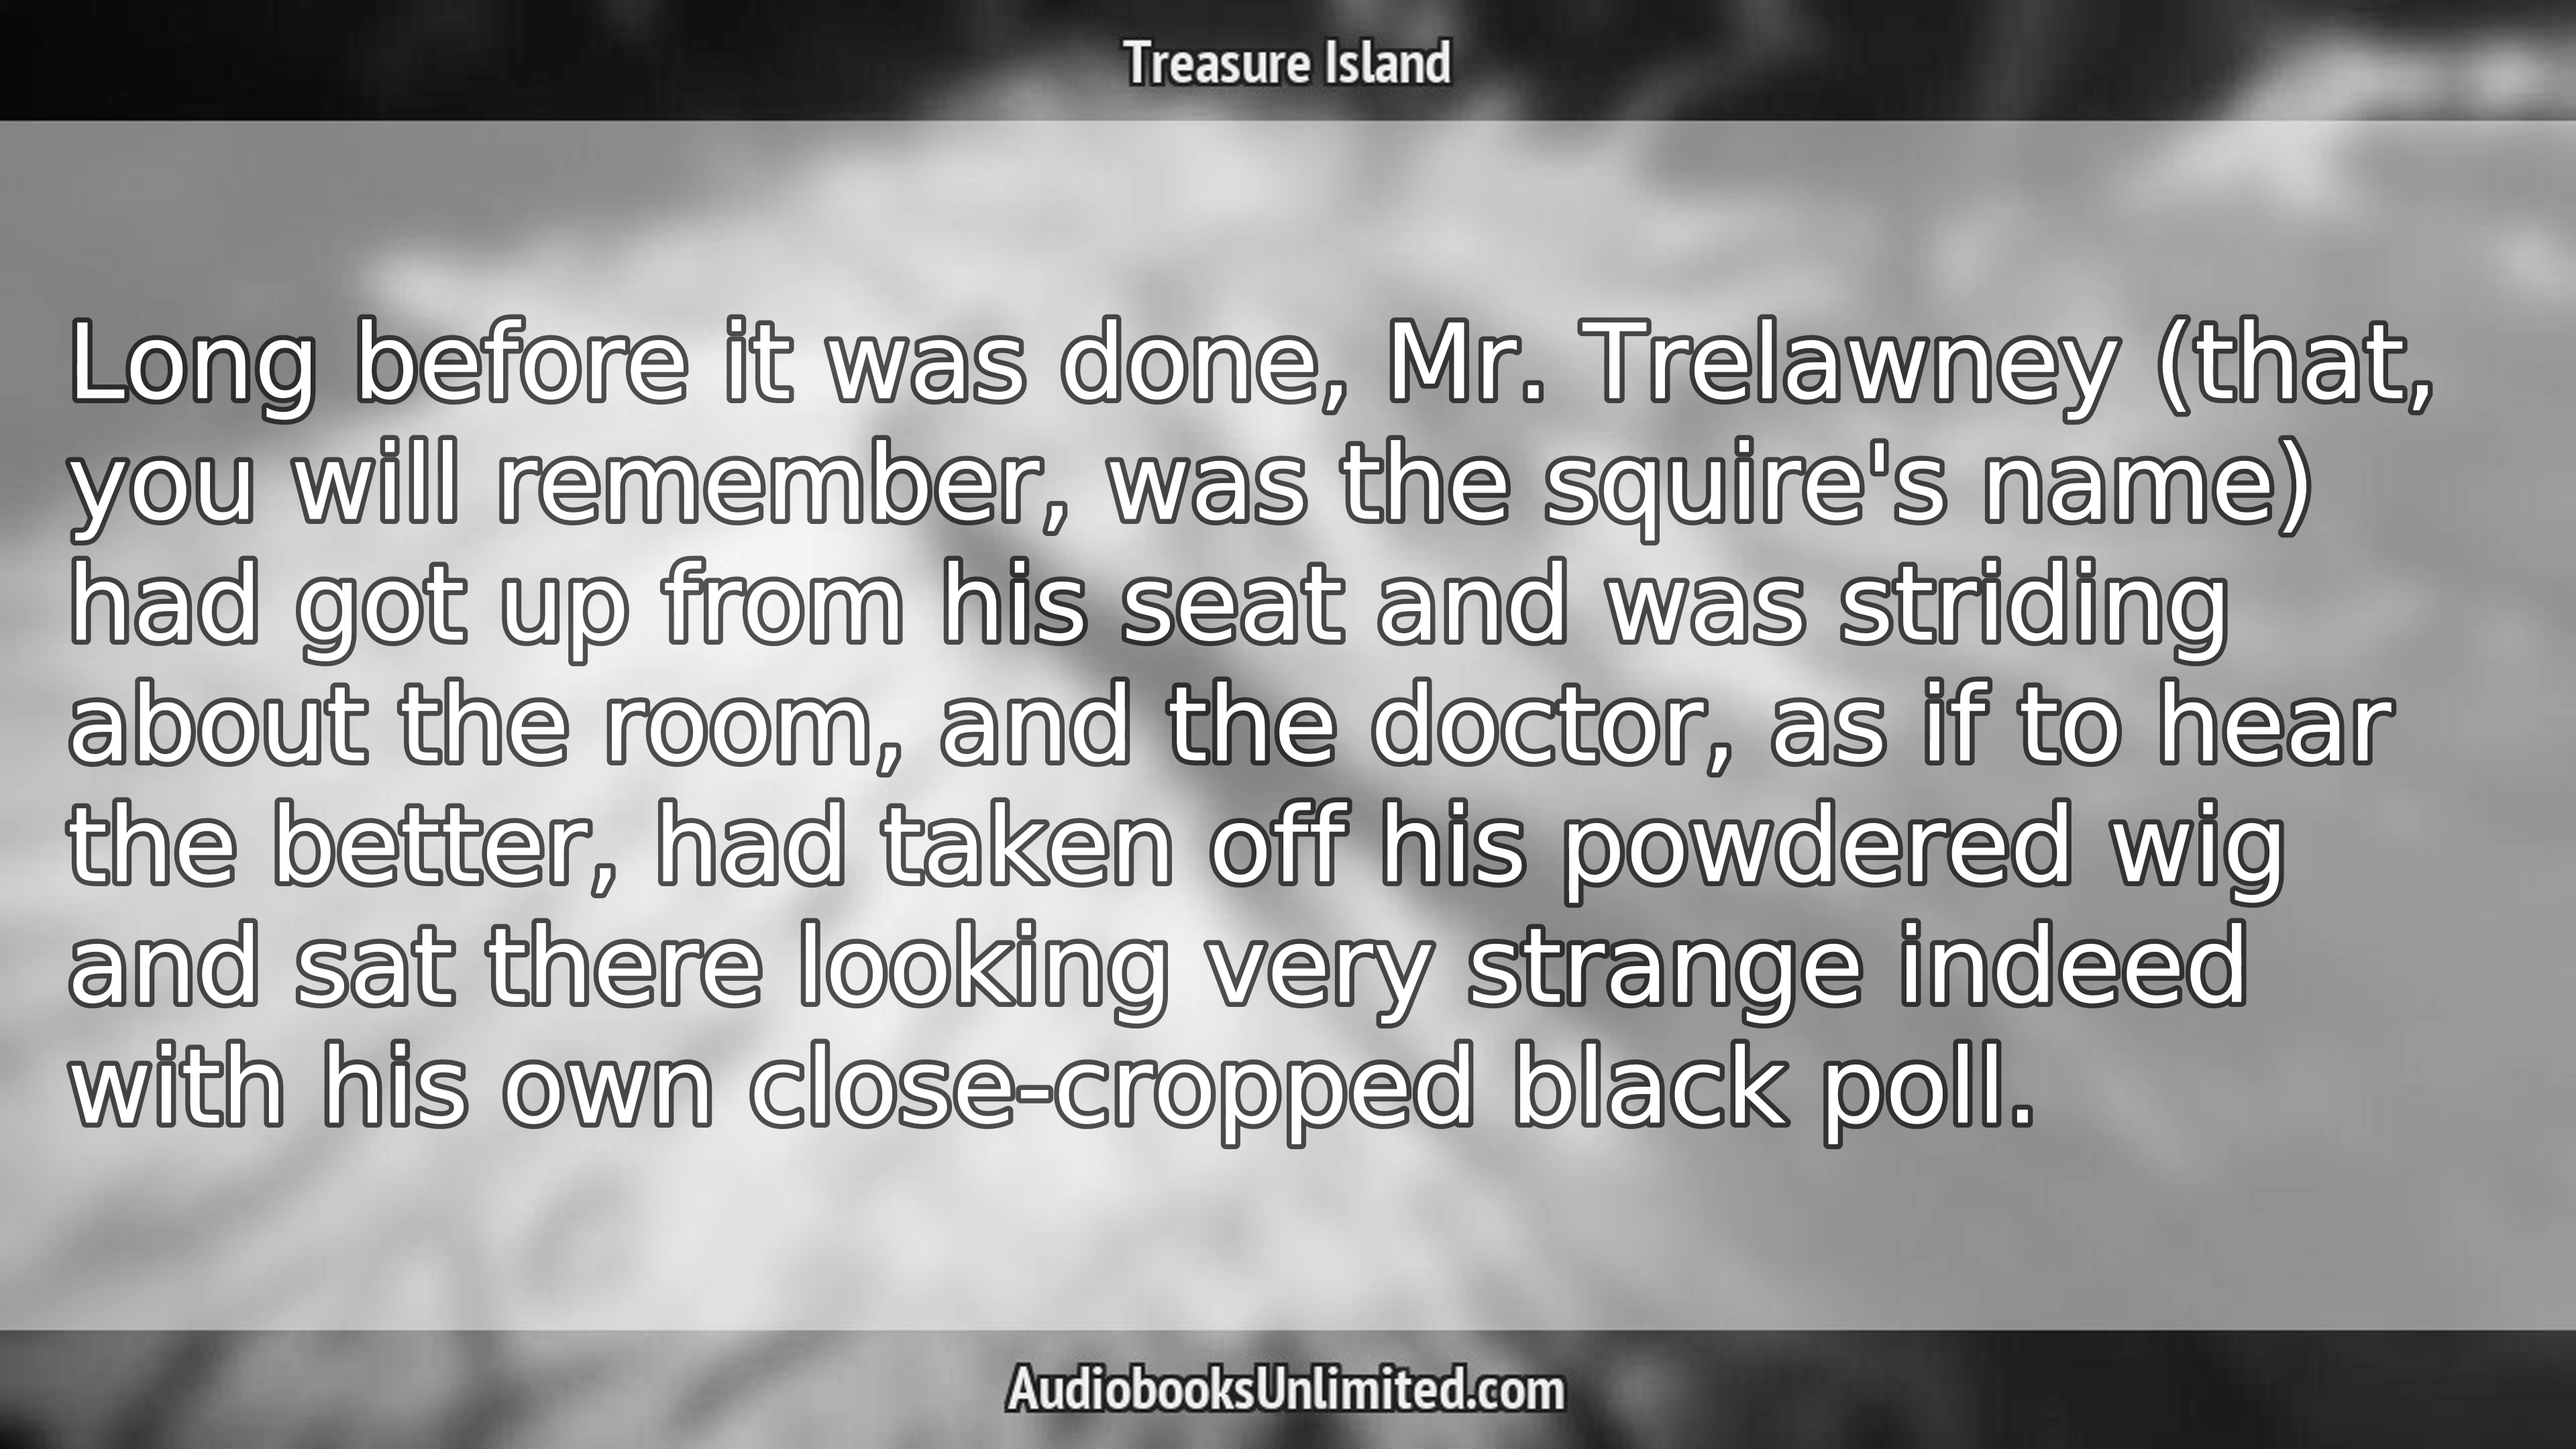 Treasure Island
Long before it was done, Mr. Trelawney (that,
you will remember, was the squire's name)
had got up from his seat and was striding
about the room, and the doctor, as if to hear
the better, had taken off his powdered wig
and sat there looking very strange indeed
with his own close-cropped black poll.
AudiobooksUnlimited.com